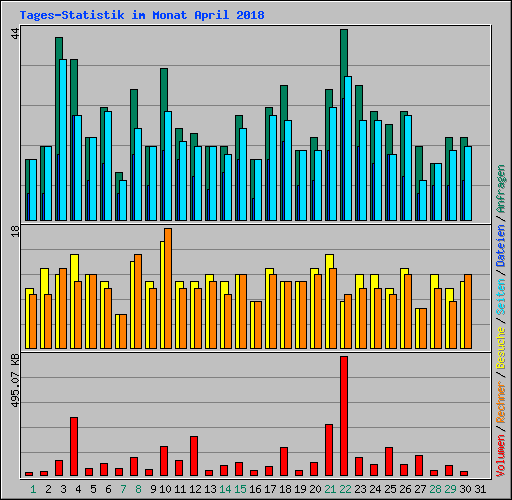 Tages-Statistik im Monat April 2018
44
18
495.07 KB
Volumen/Rechner/Besuche/Seiten/Dateien/Anfragen
1 2 3 4 5 6 7 8 9 10 11 12 13 14 15 16 17 18 19 20 21 22 23 24 25 26 27 28 29 30 31